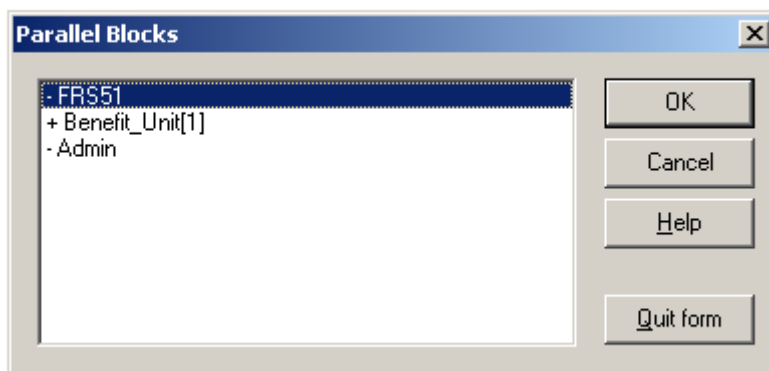 Parallel Blocks
- FRS51
+ Benefit_Unit[1]
- Admin
OK
Cancel
Help
Quit form